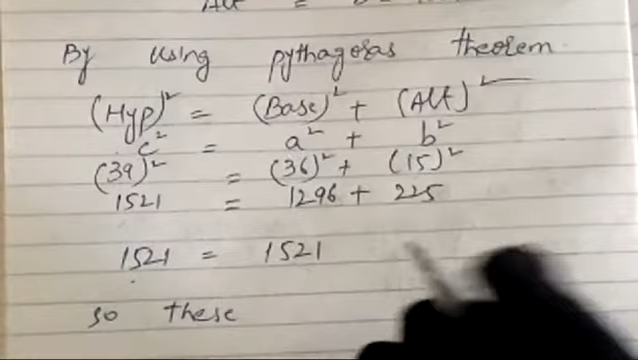 Alt =
By using pythagoras theorem
(Hyp)² = (Base)² + (Alt)²
c² = a² + b²
(39)² = (36)² + (15)²
1521 = 1296 + 225
1521 = 1521
so these